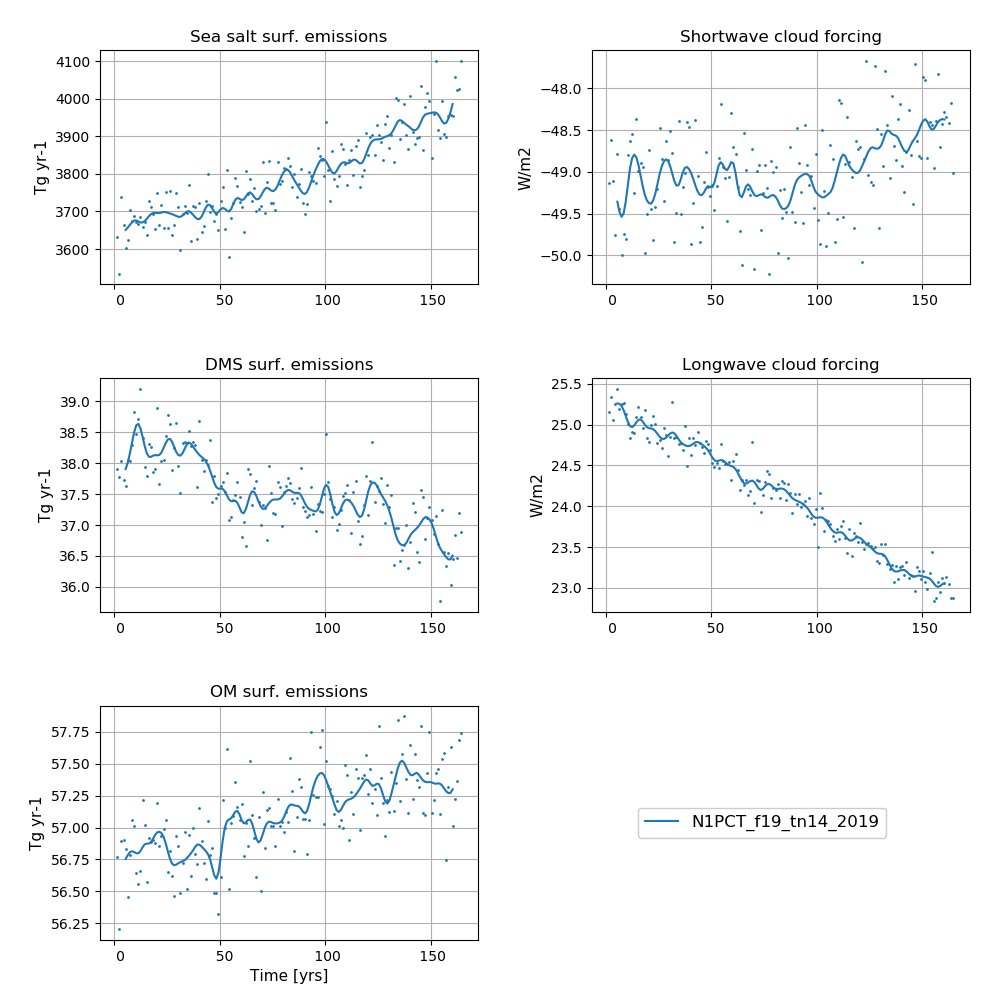 Sea salt surf. emissions
Tg yr-1
4100
4000
3900
3800
3700
3600
0 50 100 150
Shortwave cloud forcing
W/m2
−48.0
−48.5
−49.0
−49.5
−50.0
0 50 100 150
DMS surf. emissions
Tg yr-1
39.0
38.5
38.0
37.5
37.0
36.5
36.0
0 50 100 150
Longwave cloud forcing
W/m2
25.5
25.0
24.5
24.0
23.5
23.0
0 50 100 150
OM surf. emissions
Tg yr-1
57.75
57.50
57.25
57.00
56.75
56.50
56.25
0 50 100 150
Time [yrs]
N1PCT_f19_tn14_2019